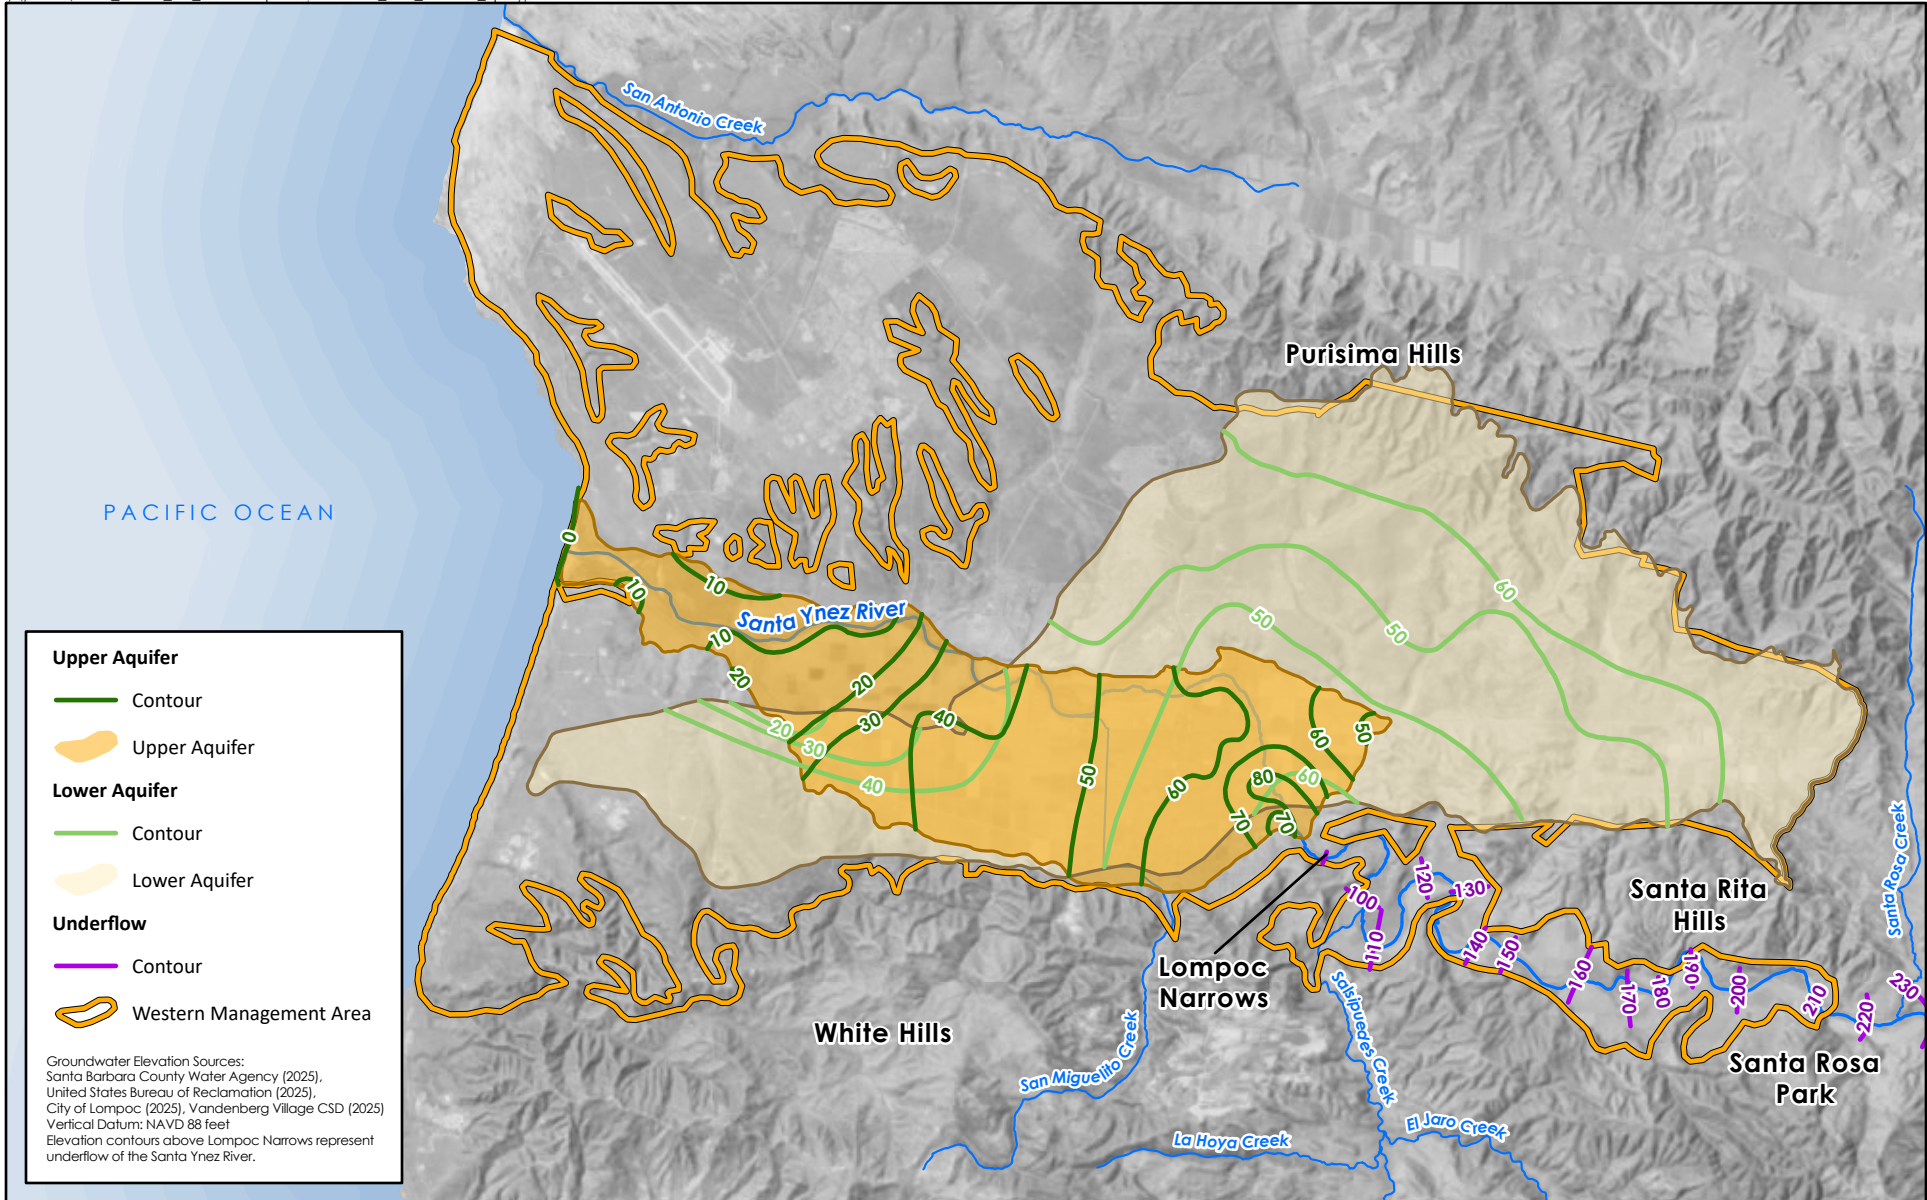 San Antonio Creek
Purisima Hills
PACIFIC OCEAN
0
10
10
10
Santa Ynez River
20
20
30
40
20
30
40
50
60
50
50
60
60
50
80
60
70
70
100
110
120
130
140
150
160
170
180
190
200
210
220
230
Santa Rosa Creek
Santa Rita
Hills
Lompoc
Narrows
Salsipuedes Creek
White Hills
San Miguelito Creek
Santa Rosa
Park
La Hoya Creek
El Jaro Creek
Upper Aquifer
Contour
Upper Aquifer
Lower Aquifer
Contour
Lower Aquifer
Underflow
Contour
Western Management Area
Groundwater Elevation Sources:
Santa Barbara County Water Agency (2025),
United States Bureau of Reclamation (2025),
City of Lompoc (2025), Vandenberg Village CSD (2025)
Vertical Datum: NAVD 88 feet
Elevation contours above Lompoc Narrows represent
underflow of the Santa Ynez River.